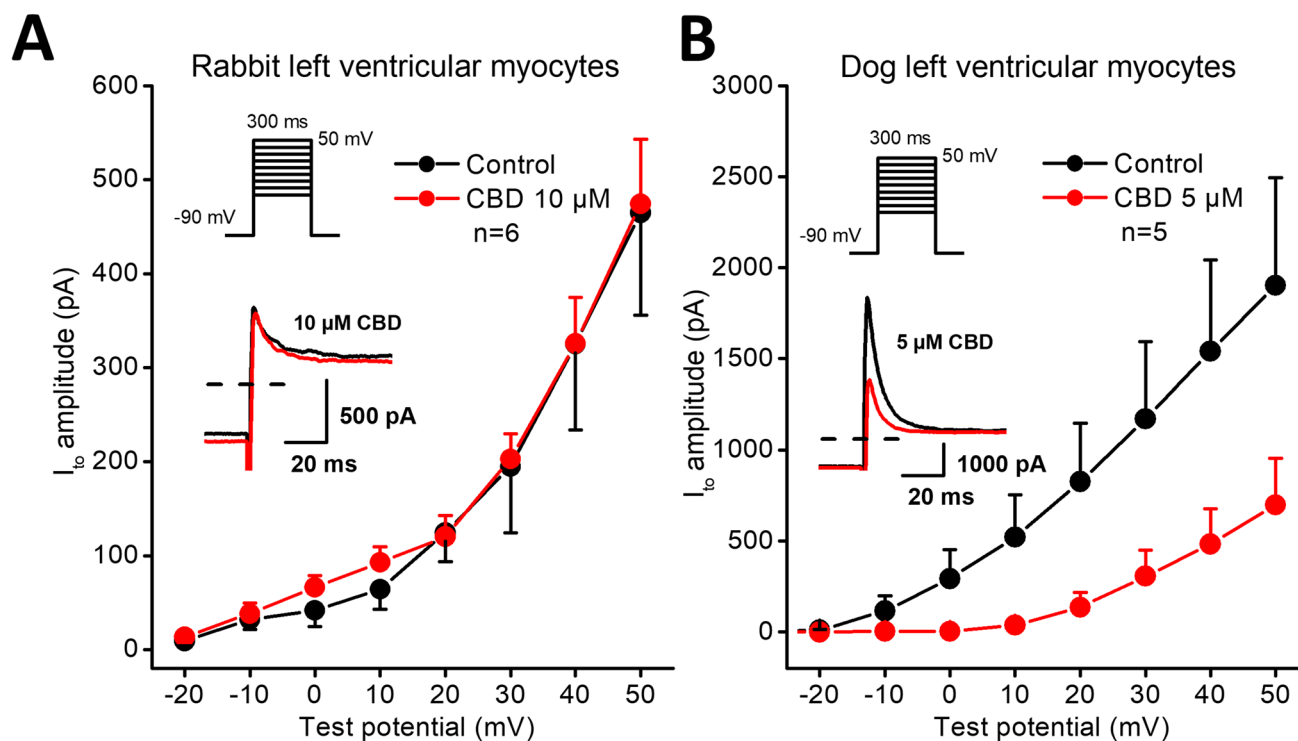 A
Rabbit left ventricular myocytes
600
500
400
300
200
100
0
I to amplitude (pA)
300 ms
50 mV
-90 mV
Control
CBD 10 µM
n=6
10 µM CBD
500 pA
20 ms
-20 -10 0 10 20 30 40 50
Test potential (mV)
B
Dog left ventricular myocytes
3000
2500
2000
1500
1000
500
0
I to amplitude (pA)
300 ms
50 mV
-90 mV
Control
CBD 5 µM
n=5
5 µM CBD
1000 pA
20 ms
-20 -10 0 10 20 30 40 50
Test potential (mV)